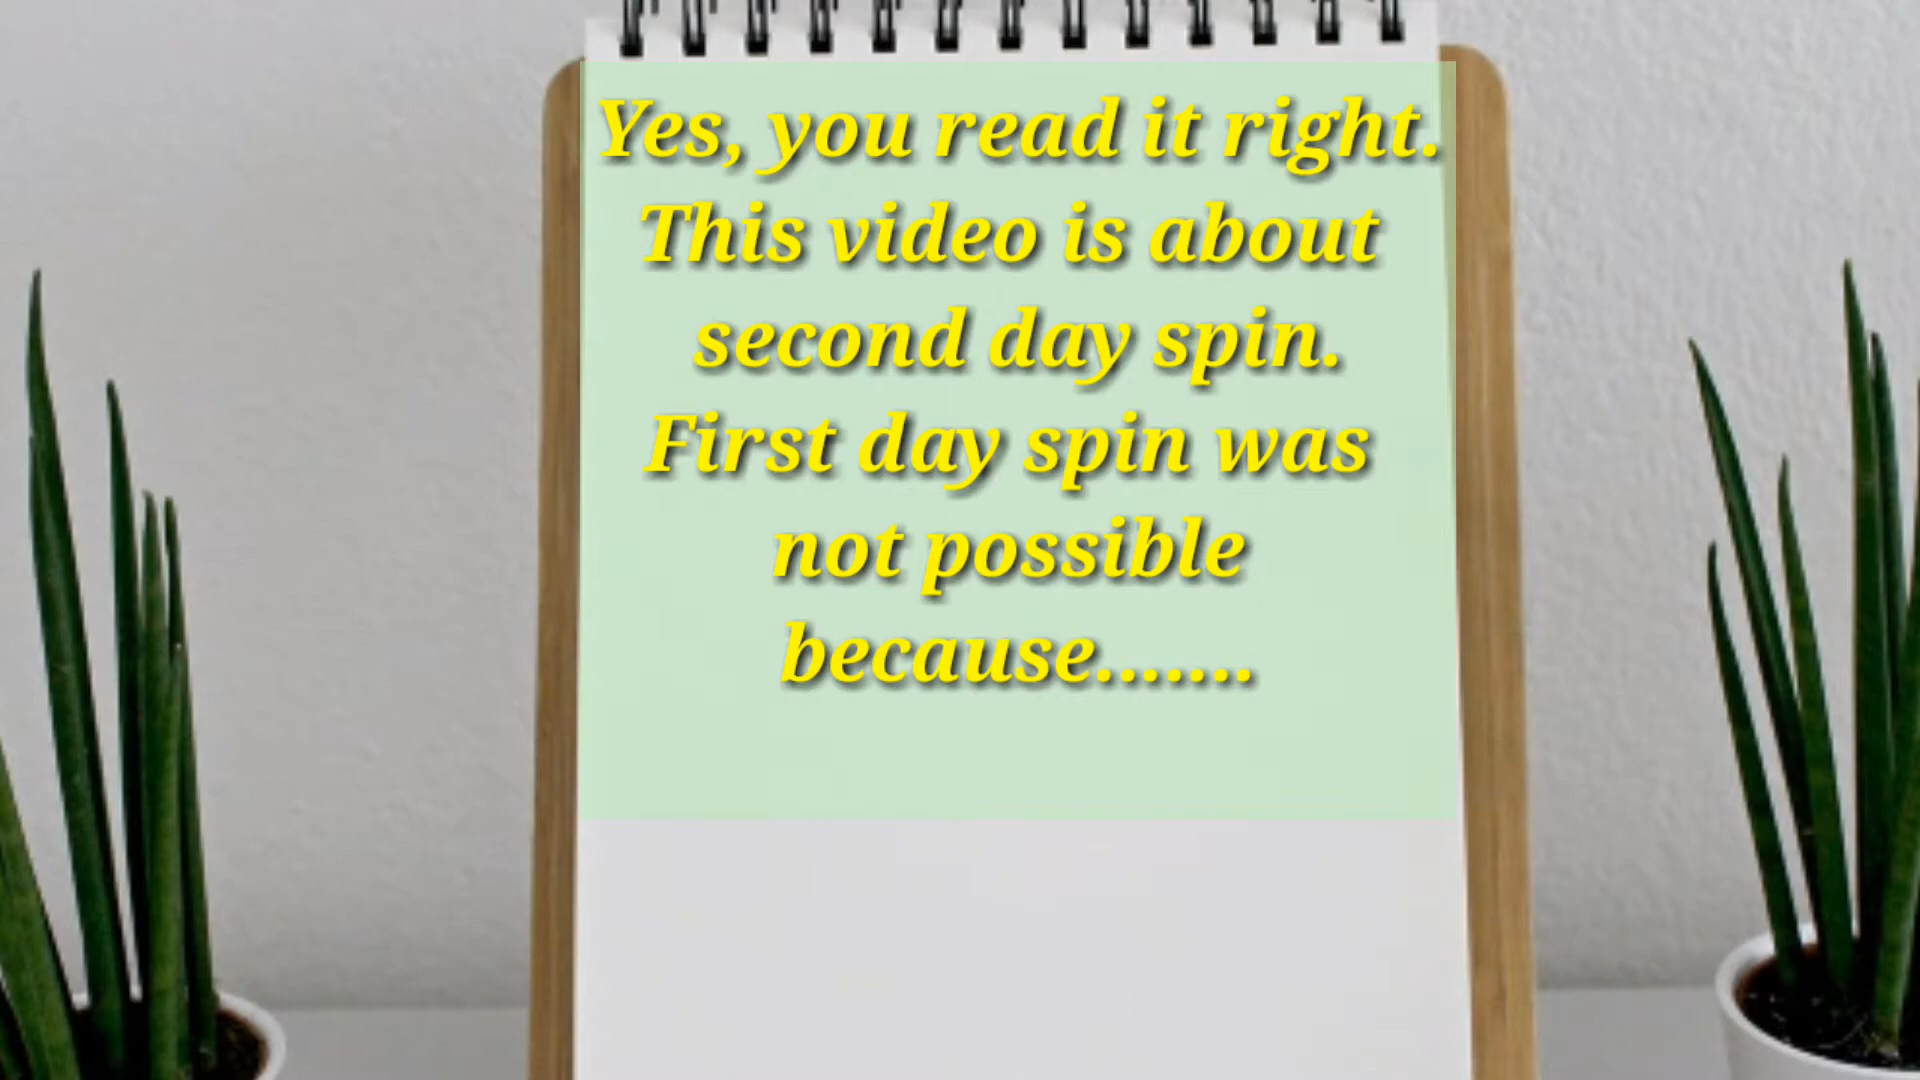 Yes, you read it right.
This video is about
second day spin.
First day spin was
not possible
because.......